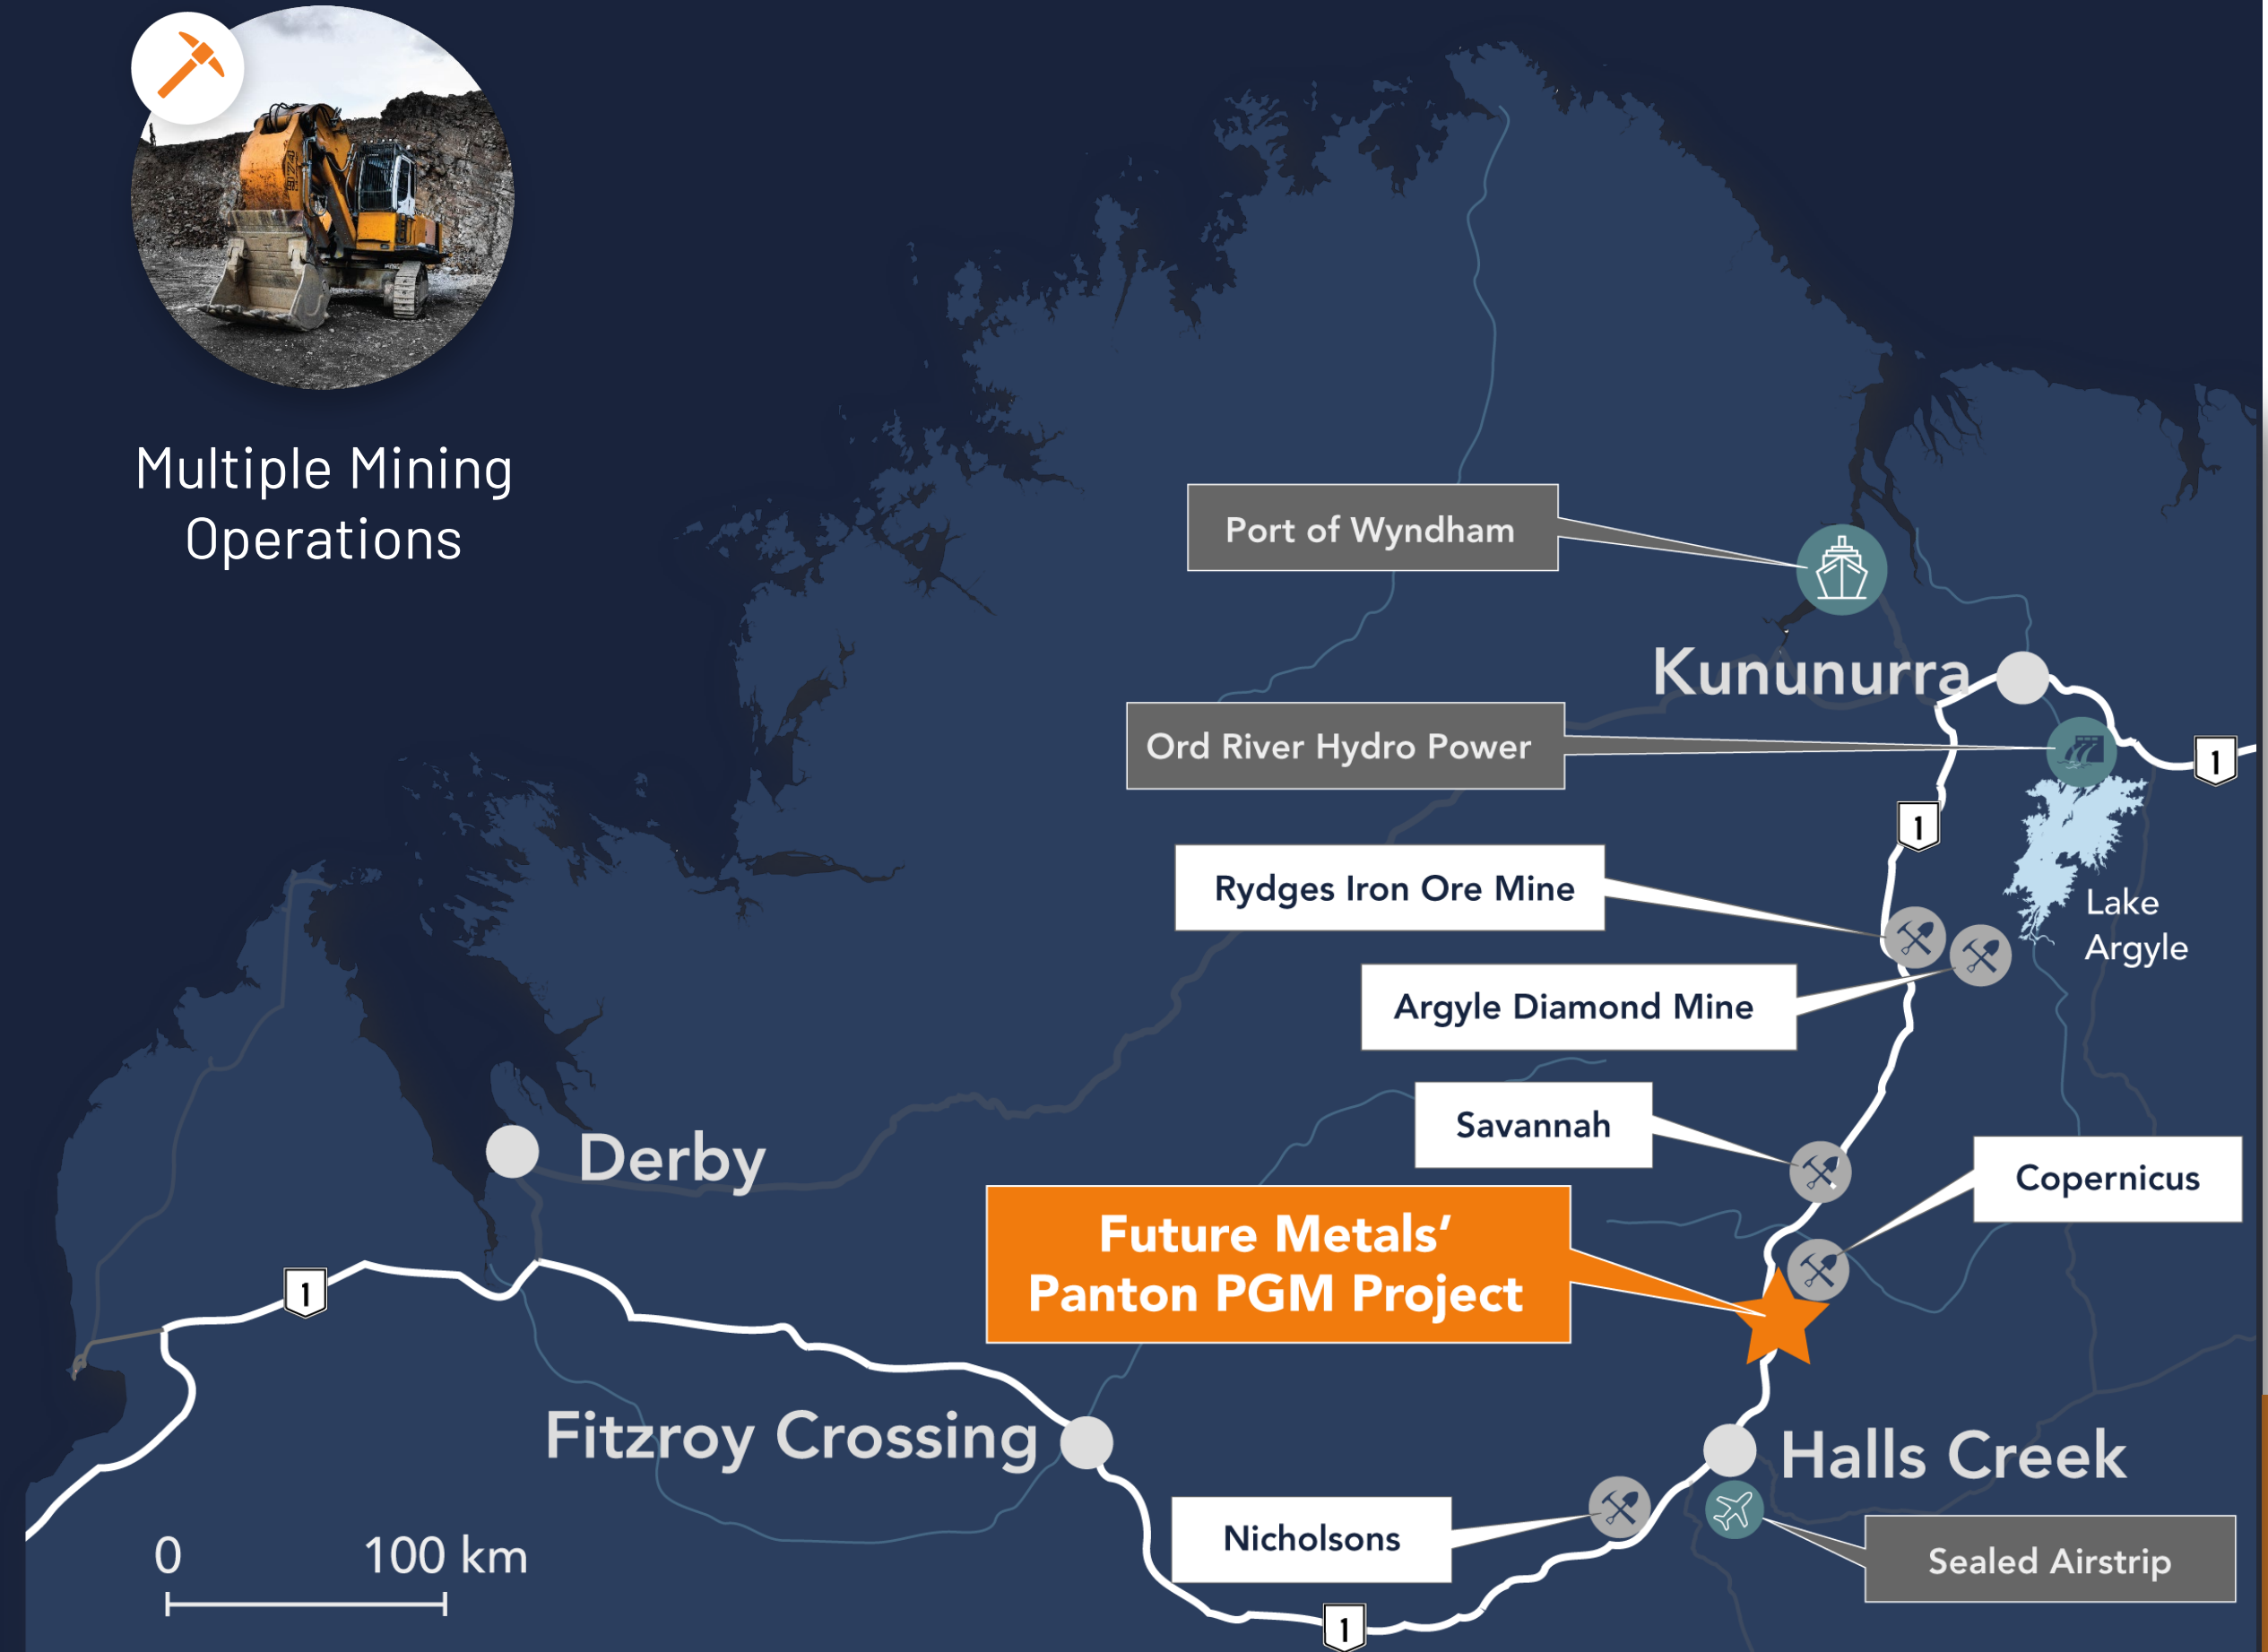 Multiple Mining
Operations
Port of Wyndham
Kununurra
Ord River Hydro Power
1
1
Rydges Iron Ore Mine
Lake
Argyle
Argyle Diamond Mine
Savannah
Copernicus
Derby
Future Metals’
Panton PGM Project
1
Fitzroy Crossing
Halls Creek
Nicholsons
Sealed Airstrip
0 100 km
1